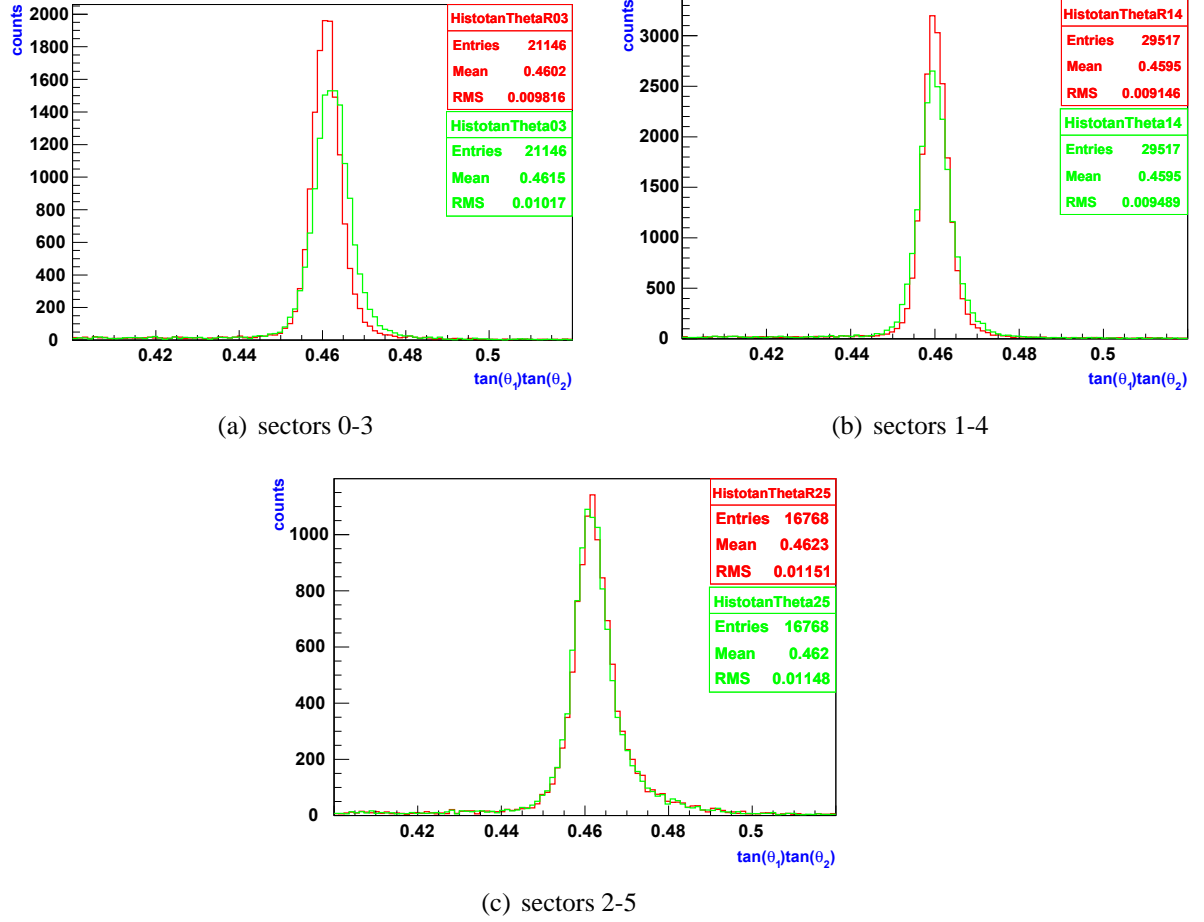 counts
2000
1800
1600
1400
1200
1000
800
600
400
200
0
0.42 0.44 0.46 0.48 0.5
tan(θ₁)tan(θ₂)
HistotanThetaR03
Entries 21146
Mean 0.4602
RMS 0.009816
HistotanTheta03
Entries 21146
Mean 0.4615
RMS 0.01017
(a) sectors 0-3
counts
3000
2500
2000
1500
1000
500
0
0.42 0.44 0.46 0.48 0.5
tan(θ₁)tan(θ₂)
HistotanThetaR14
Entries 29517
Mean 0.4595
RMS 0.009146
HistotanTheta14
Entries 29517
Mean 0.4595
RMS 0.009489
(b) sectors 1-4
counts
1000
800
600
400
200
0
0.42 0.44 0.46 0.48 0.5
tan(θ₁)tan(θ₂)
HistotanThetaR25
Entries 16768
Mean 0.4623
RMS 0.01151
HistotanTheta25
Entries 16768
Mean 0.462
RMS 0.01148
(c) sectors 2-5